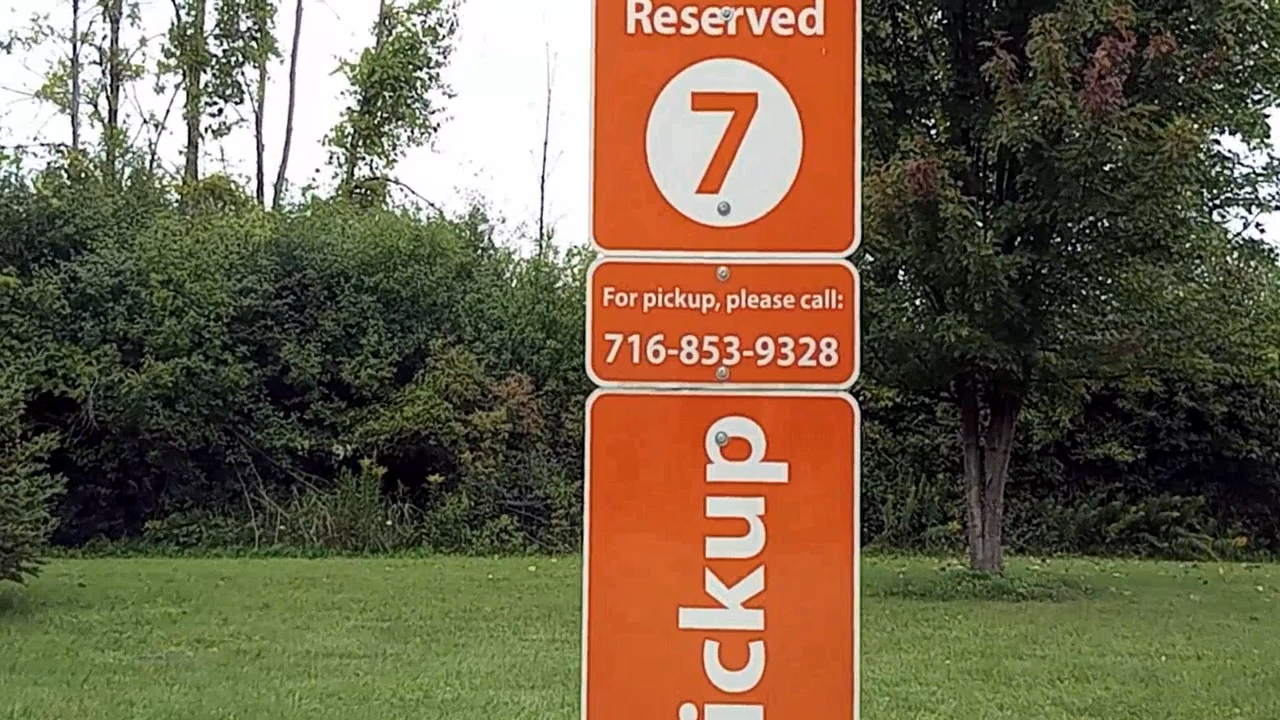 Reserved
7
For pickup, please call:
716-853-9328
ickup